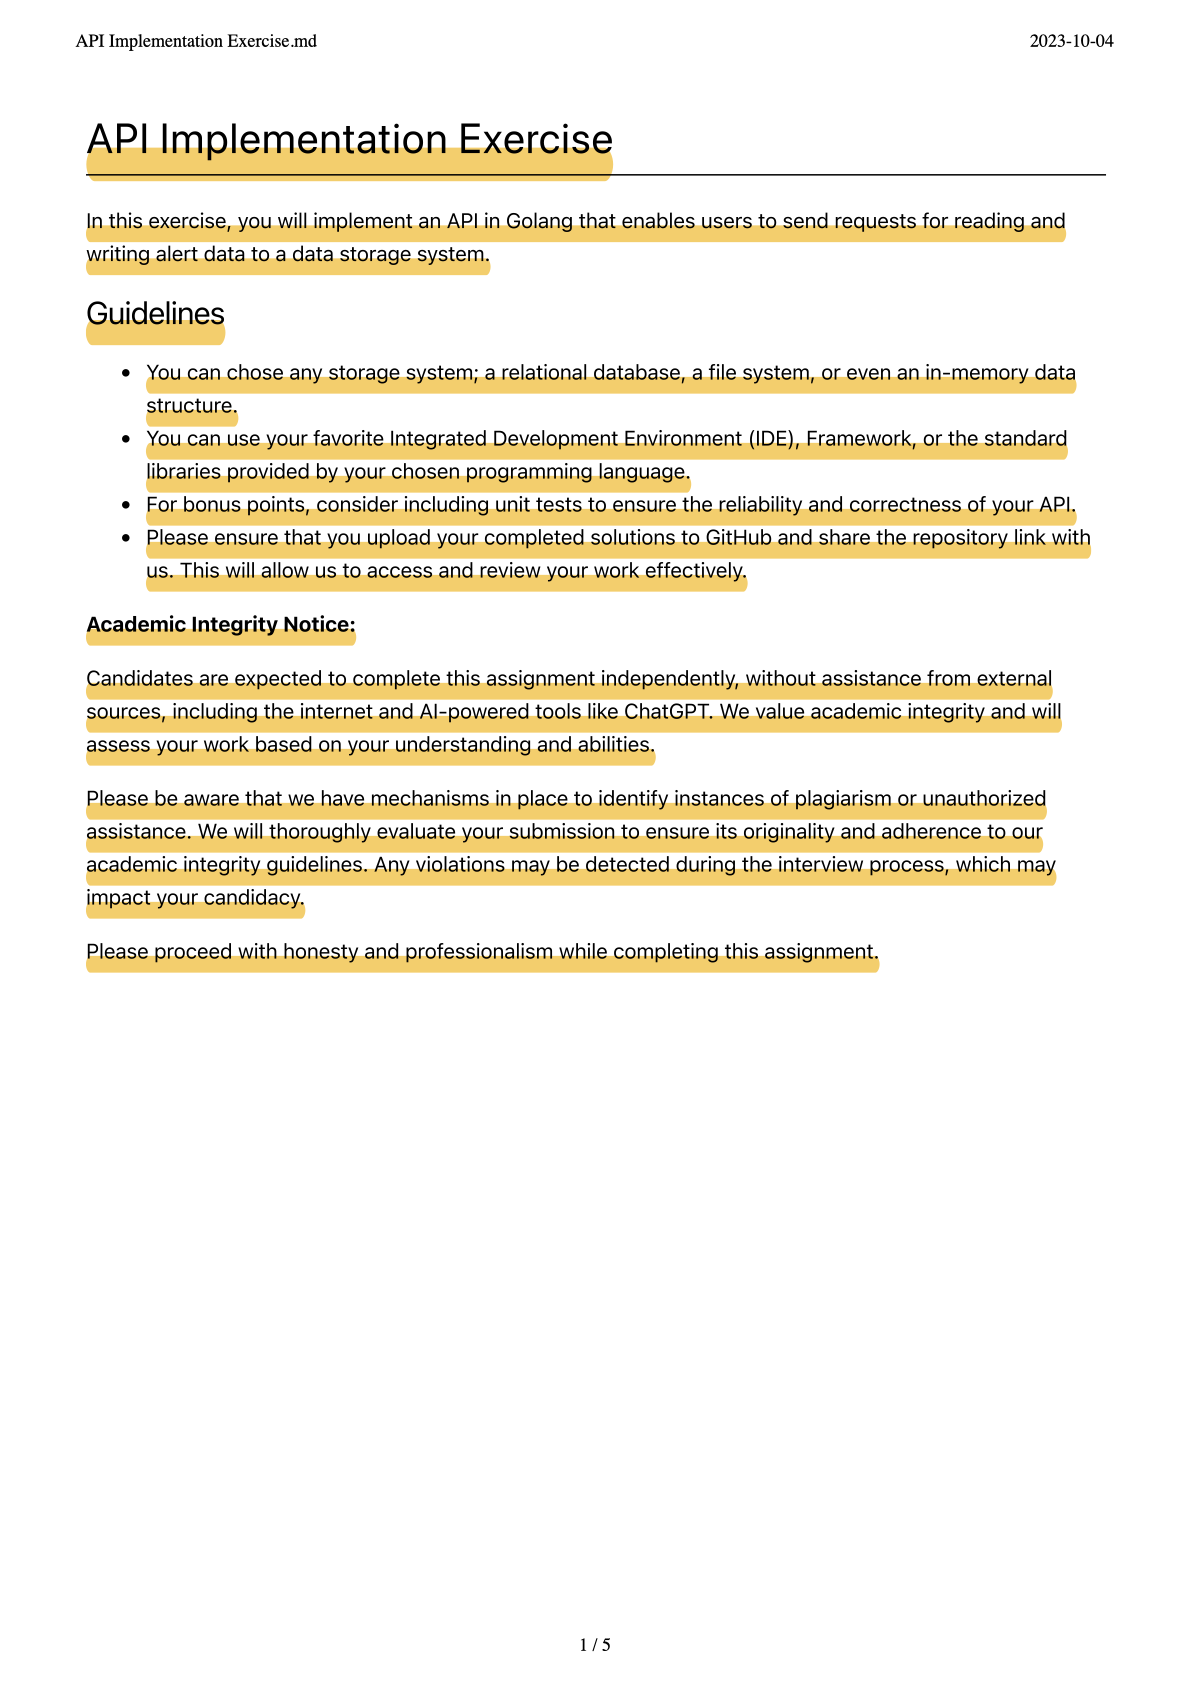 API Implementation Exercise.md
2023-10-04
API Implementation Exercise
In this exercise, you will implement an API in Golang that enables users to send requests for reading and
writing alert data to a data storage system.
Guidelines
You can chose any storage system; a relational database, a file system, or even an in-memory data
structure.
You can use your favorite Integrated Development Environment (IDE), Framework, or the standard
libraries provided by your chosen programming language.
For bonus points, consider including unit tests to ensure the reliability and correctness of your API.
Please ensure that you upload your completed solutions to GitHub and share the repository link with
us. This will allow us to access and review your work effectively.
Academic Integrity Notice:
Candidates are expected to complete this assignment independently, without assistance from external
sources, including the internet and AI-powered tools like ChatGPT. We value academic integrity and will
assess your work based on your understanding and abilities.
Please be aware that we have mechanisms in place to identify instances of plagiarism or unauthorized
assistance. We will thoroughly evaluate your submission to ensure its originality and adherence to our
academic integrity guidelines. Any violations may be detected during the interview process, which may
impact your candidacy.
Please proceed with honesty and professionalism while completing this assignment.
1 / 5